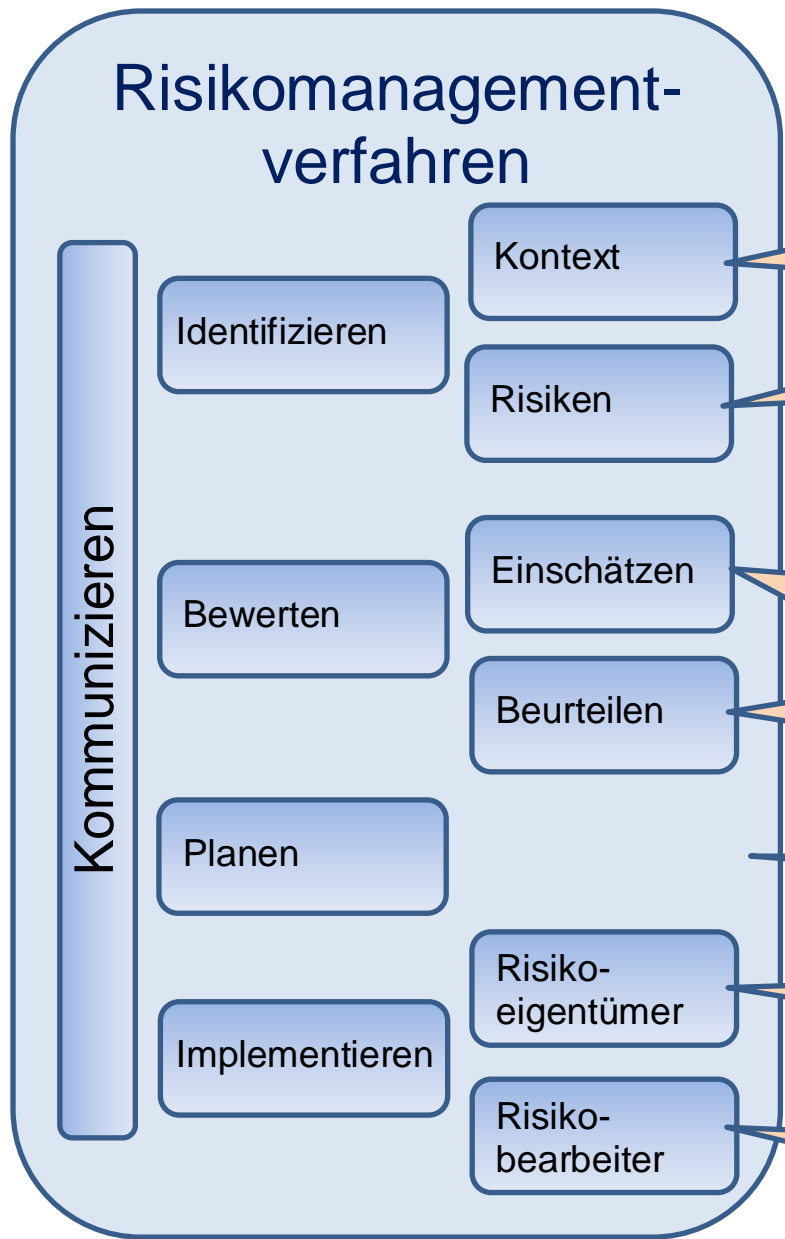 Risikomanagement-
verfahren
Kommunizieren
Identifizieren
Kontext
Risiken
Bewerten
Einschätzen
Beurteilen
Planen
Implementieren
Risiko-
eigentümer
Risiko-
bearbeiter